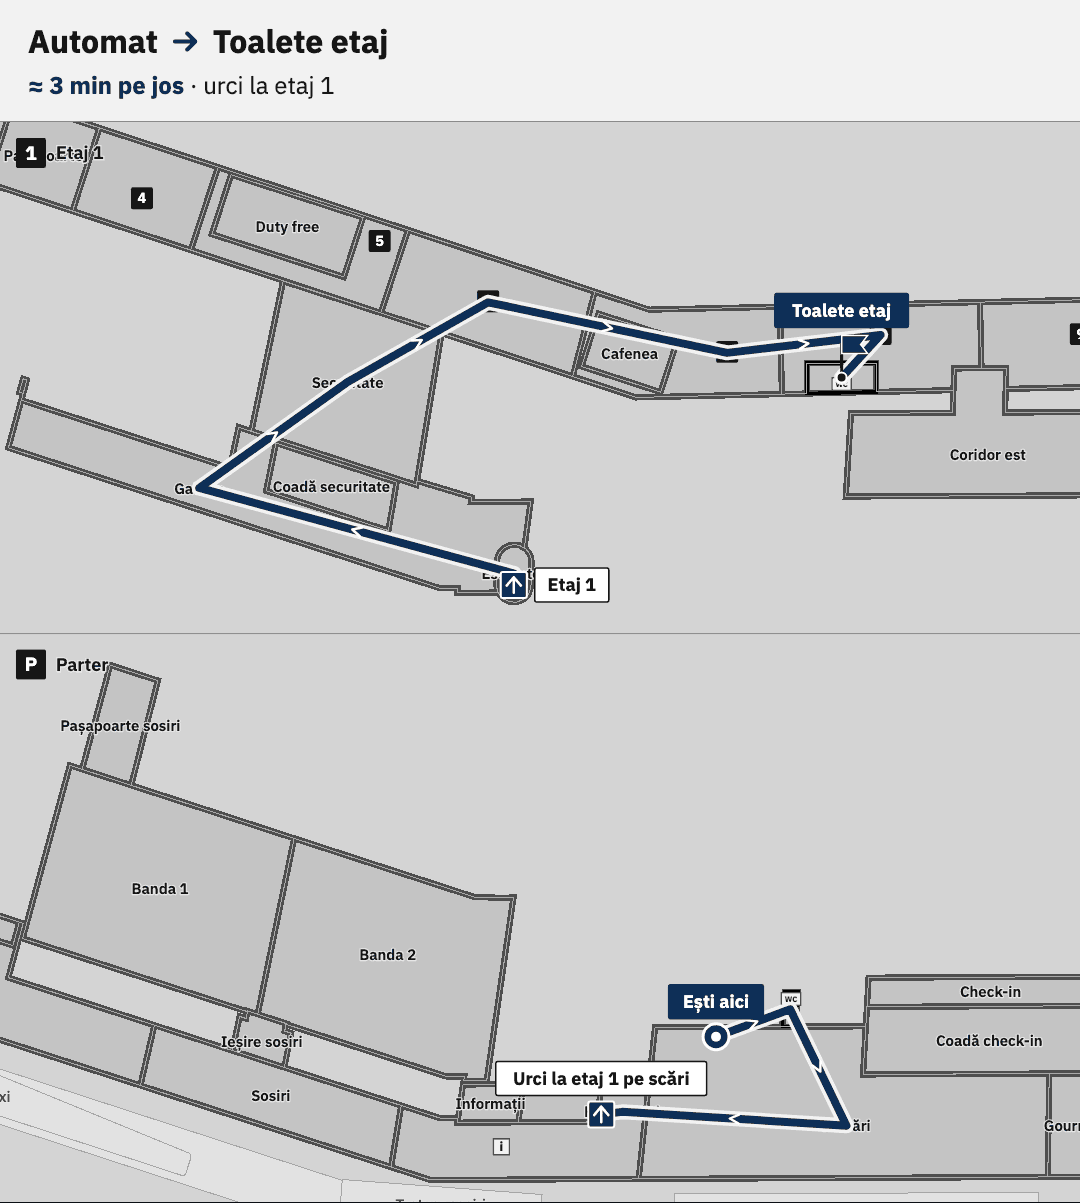 Automat → Toalete etaj
≈ 3 min pe jos · urci la etaj 1
1 Etaj 1
4
Duty free
5
Toalete etaj
Cafenea
WC
Coridor est
Coadă securitate
Etaj 1
P Parter
Pașapoarte sosiri
Banda 1
Banda 2
Ești aici
WC
Check-in
Coadă check-in
Ieșire sosiri
Urci la etaj 1 pe scări
Sosiri
Informații
i